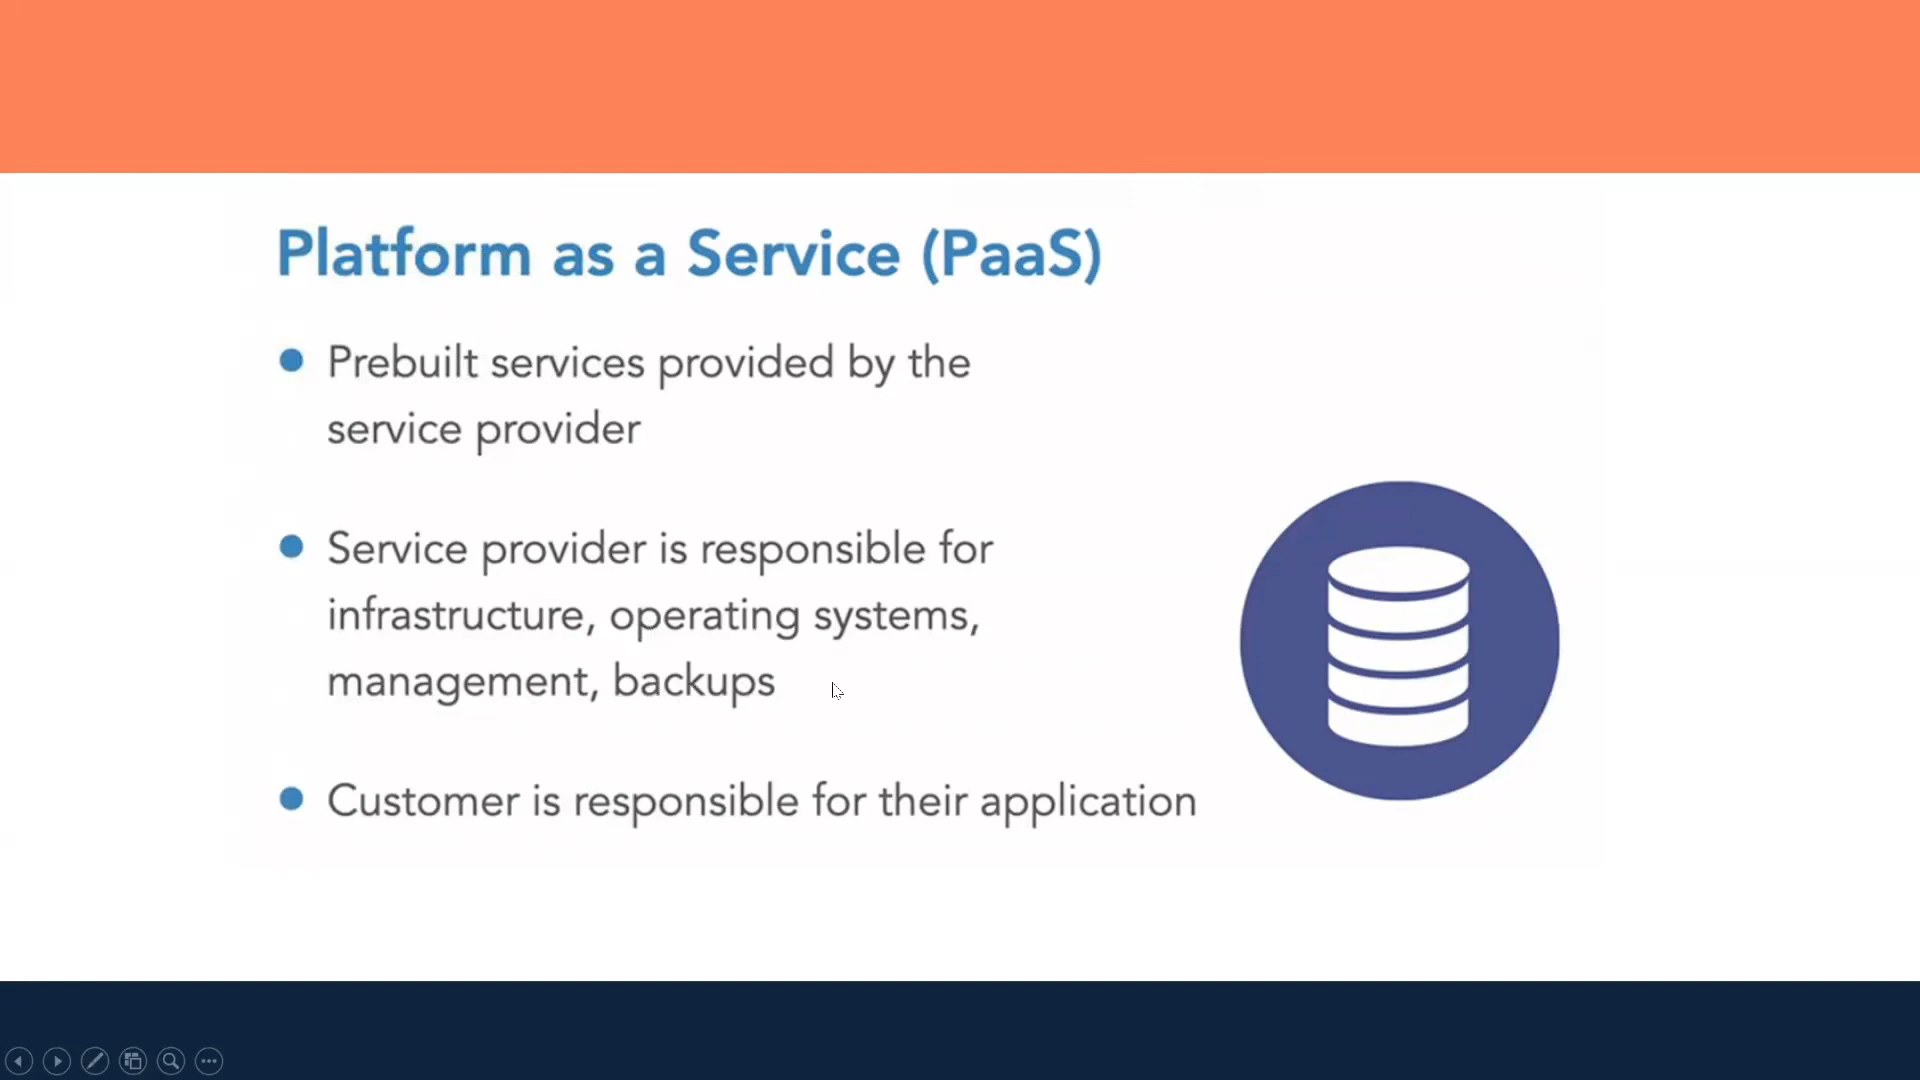 Platform as a Service (PaaS)
Prebuilt services provided by the
service provider
Service provider is responsible for
infrastructure, operating systems,
management, backups
Customer is responsible for their application